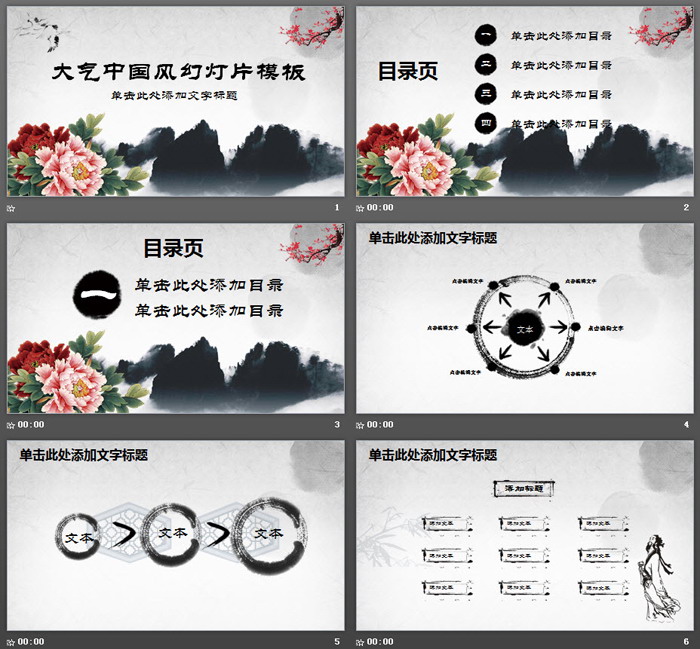 大气中国风幻灯片模板
单击此处添加文字标题
1
目录页
一 单击此处添加目录
二 单击此处添加目录
三 单击此处添加目录
四 单击此处添加目录
00:00 2
目录页
一
单击此处添加目录
单击此处添加目录
00:00 3
单击此处添加文字标题
点击编辑文字 点击编辑文字
点击编辑文字 文本 点击编辑文字
点击编辑文字 点击编辑文字
00:00 4
单击此处添加文字标题
文本 文本 文本
00:00 5
单击此处添加文字标题
添加标题
添加文本 添加文本 添加文本
添加文本 添加文本 添加文本
添加文本 添加文本 添加文本
00:00 6